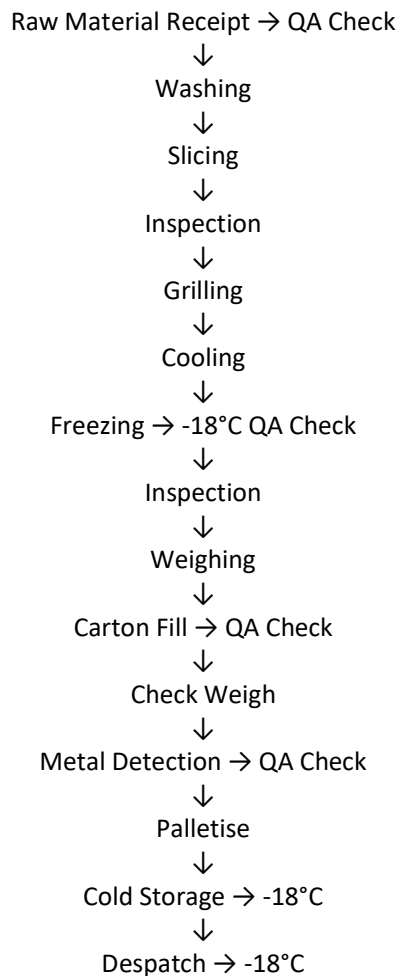 Raw Material Receipt → QA Check
↓
Washing
↓
Slicing
↓
Inspection
↓
Grilling
↓
Cooling
↓
Freezing → -18°C QA Check
↓
Inspection
↓
Weighing
↓
Carton Fill → QA Check
↓
Check Weigh
↓
Metal Detection → QA Check
↓
Palletise
↓
Cold Storage → -18°C
↓
Despatch → -18°C